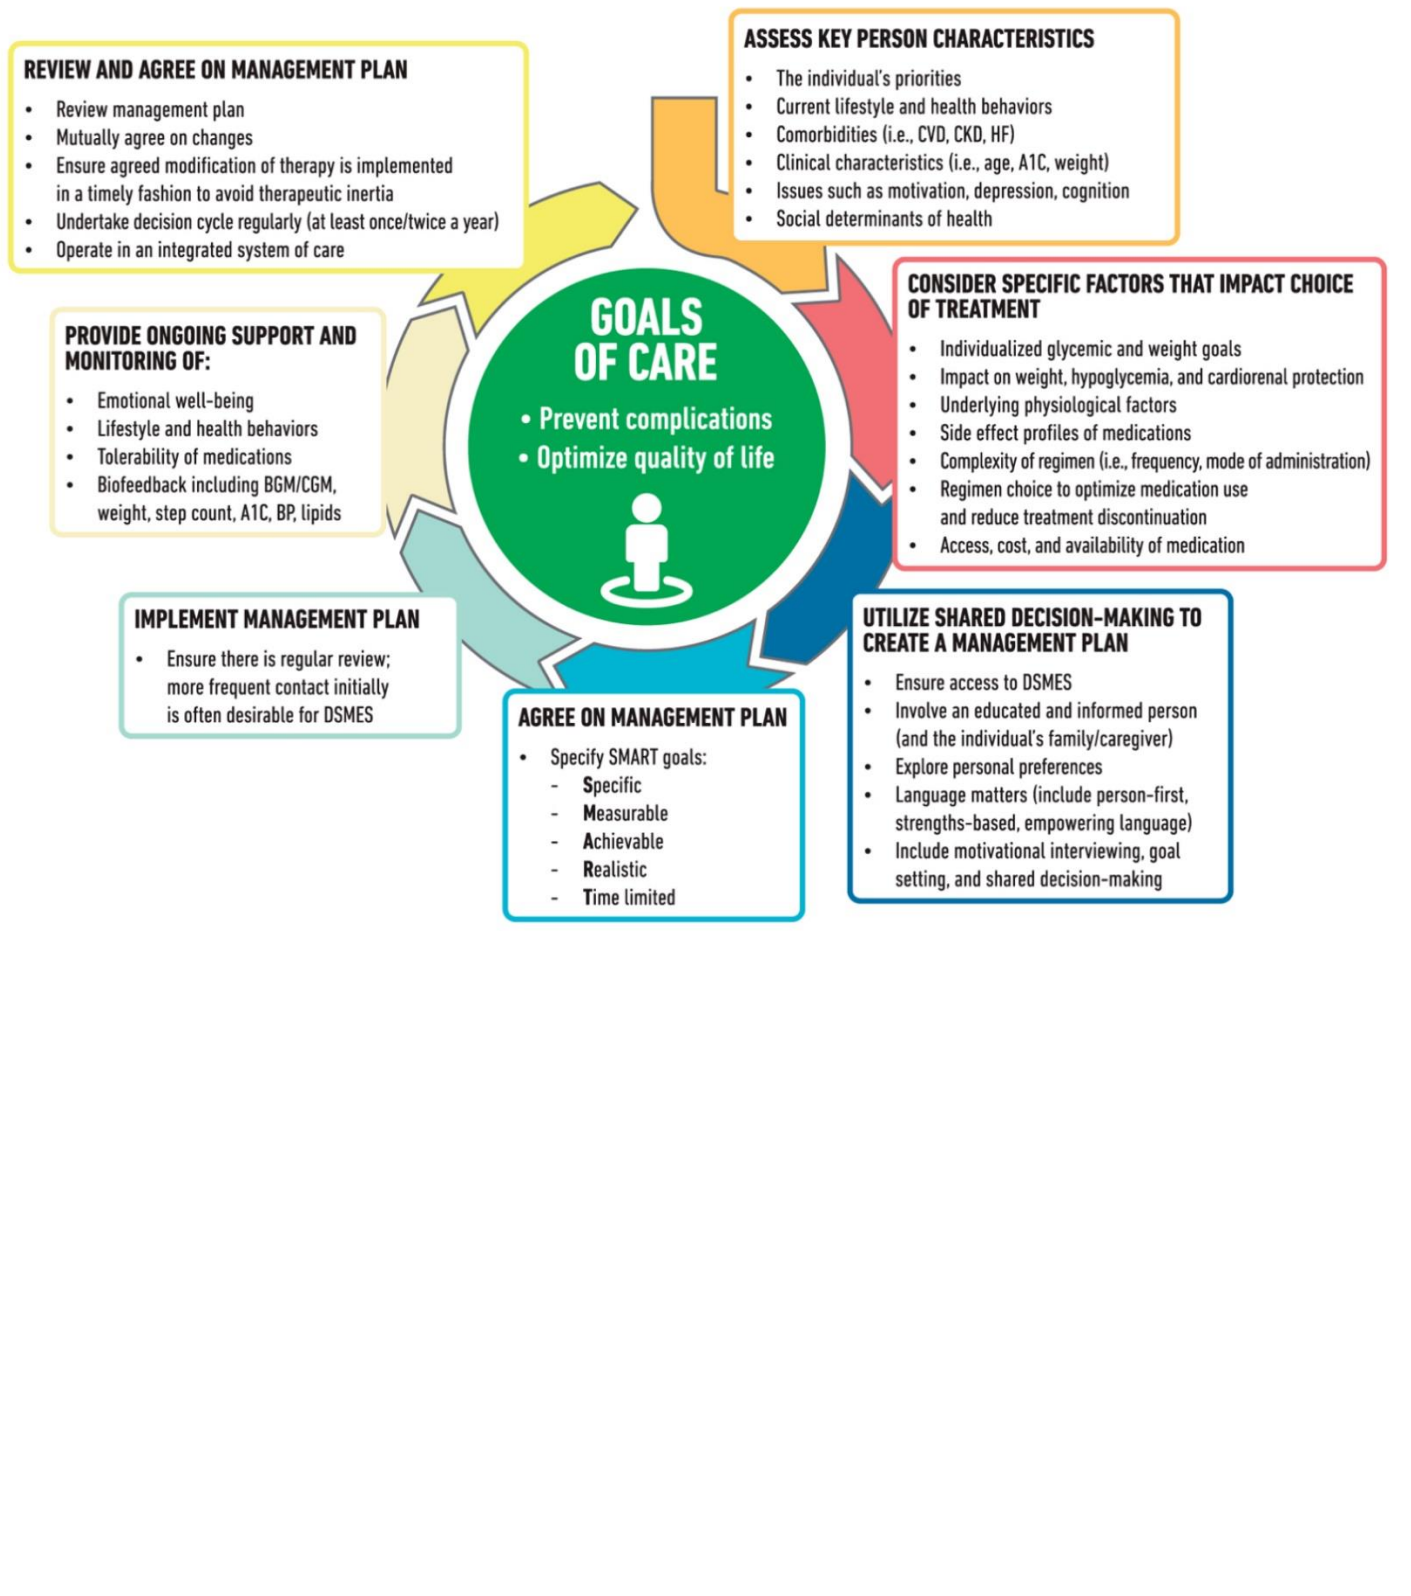 ASSESS KEY PERSON CHARACTERISTICS
• The individual's priorities
• Current lifestyle and health behaviors
• Comorbidities (i.e., CVD, CKD, HF)
• Clinical characteristics (i.e., age, A1C, weight)
• Issues such as motivation, depression, cognition
• Social determinants of health
CONSIDER SPECIFIC FACTORS THAT IMPACT CHOICE
OF TREATMENT
• Individualized glycemic and weight goals
• Impact on weight, hypoglycemia, and cardiorenal protection
• Underlying physiological factors
• Side effect profiles of medications
• Complexity of regimen (i.e., frequency, mode of administration)
• Regimen choice to optimize medication use
and reduce treatment discontinuation
• Access, cost, and availability of medication
UTILIZE SHARED DECISION-MAKING TO
CREATE A MANAGEMENT PLAN
• Ensure access to DSMES
• Involve an educated and informed person
(and the individual's family/caregiver)
• Explore personal preferences
• Language matters (include person-first,
strengths-based, empowering language)
• Include motivational interviewing, goal
setting, and shared decision-making
AGREE ON MANAGEMENT PLAN
• Specify SMART goals:
- Specific
- Measurable
- Achievable
- Realistic
- Time limited
IMPLEMENT MANAGEMENT PLAN
• Ensure there is regular review;
more frequent contact initially
is often desirable for DSMES
PROVIDE ONGOING SUPPORT AND
MONITORING OF:
• Emotional well-being
• Lifestyle and health behaviors
• Tolerability of medications
• Biofeedback including BGM/CGM,
weight, step count, A1C, BP, lipids
REVIEW AND AGREE ON MANAGEMENT PLAN
• Review management plan
• Mutually agree on changes
• Ensure agreed modification of therapy is implemented
in a timely fashion to avoid therapeutic inertia
• Undertake decision cycle regularly (at least once/twice a year)
• Operate in an integrated system of care
GOALS
OF CARE
• Prevent complications
• Optimize quality of life